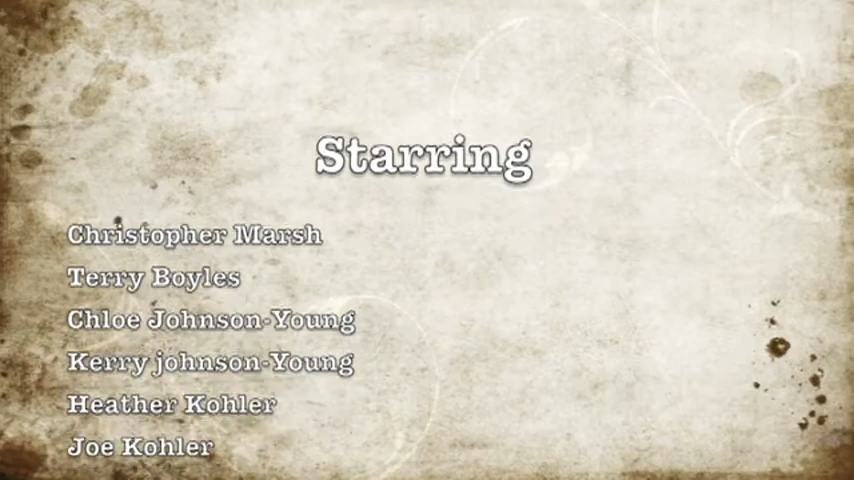 Starring
Christopher Marsh
Terry Boyles
Chloe Johnson-Young
Kerry johnson-Young
Heather Kohler
Joe Kohler